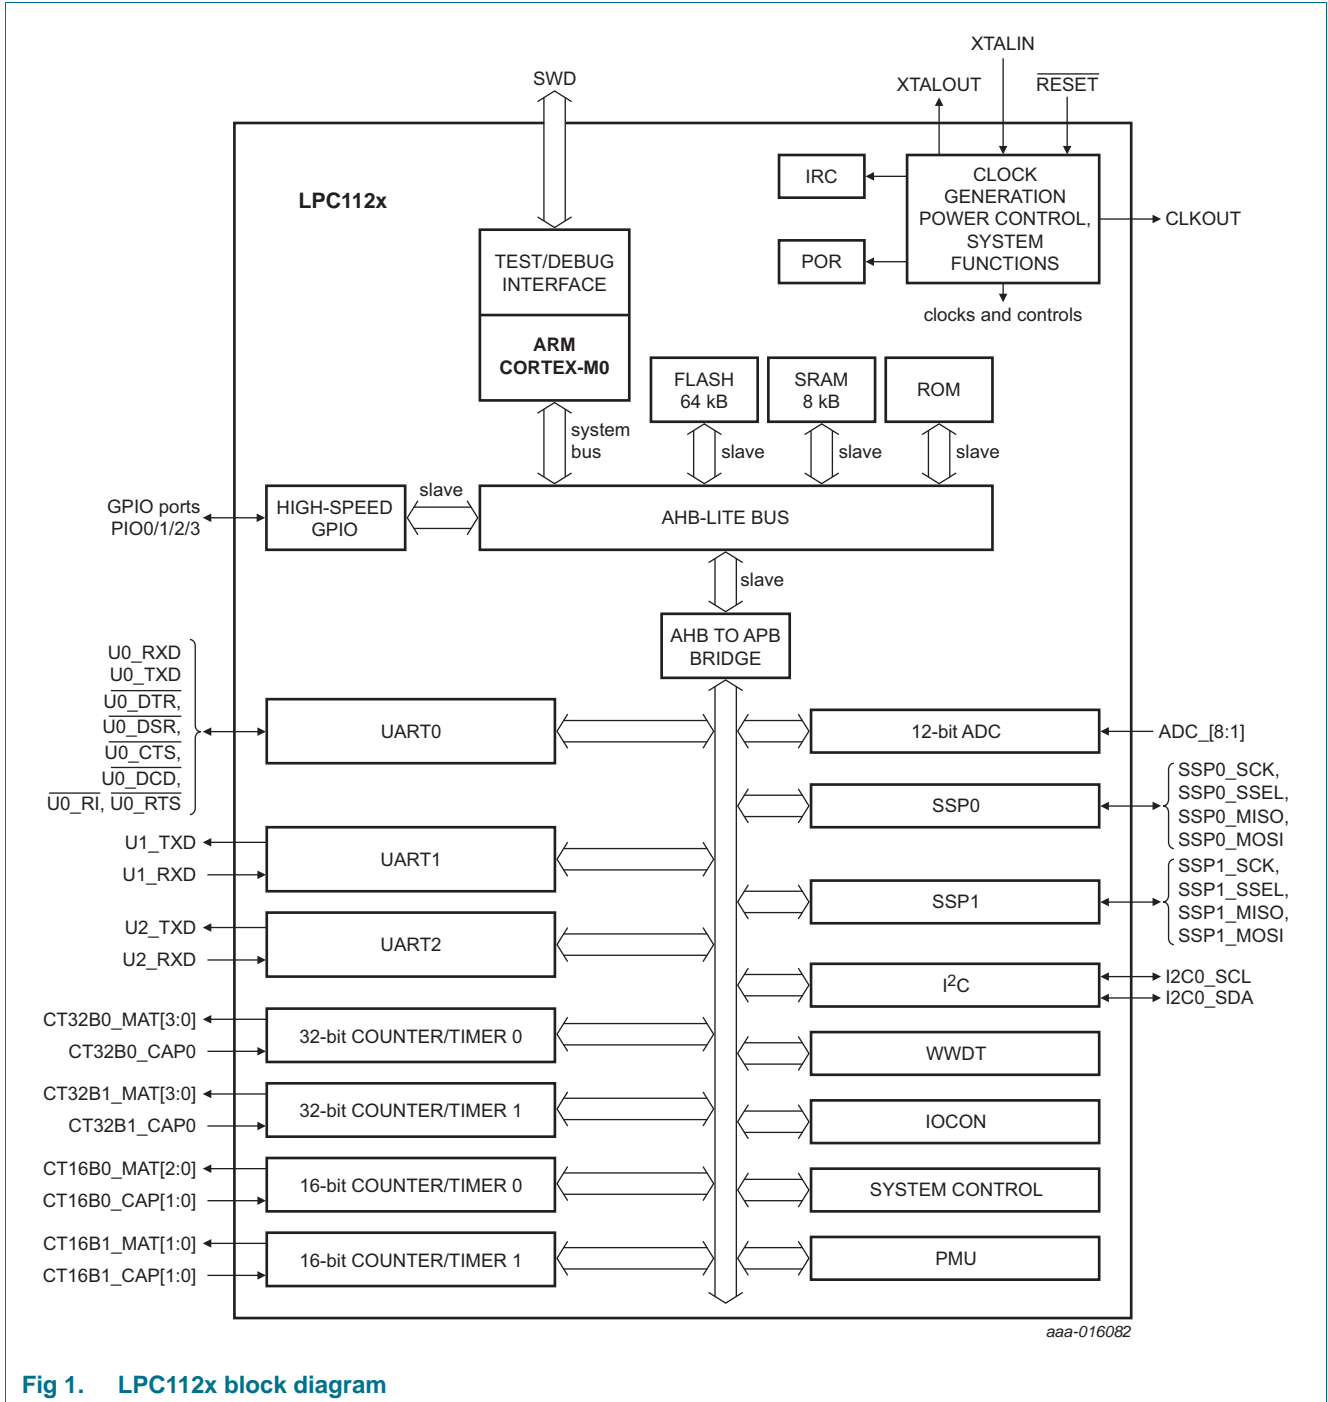 XTALIN
SWD
XTALOUT
RESET
LPC112x
IRC
POR
CLOCK
GENERATION
POWER CONTROL,
SYSTEM
FUNCTIONS
CLKOUT
clocks and controls
TEST/DEBUG
INTERFACE
ARM
CORTEX-M0
FLASH
64 kB
SRAM
8 kB
ROM
system
bus
slave
slave
slave
GPIO ports
PIO0/1/2/3
HIGH-SPEED
GPIO
slave
AHB-LITE BUS
slave
AHB TO APB
BRIDGE
U0_RXD
U0_TXD
U0_DTR,
U0_DSR,
U0_CTS,
U0_DCD,
U0_RI, U0_RTS
UART0
12-bit ADC
ADC_[8:1]
SSP0
SSP0_SCK,
SSP0_SSEL,
SSP0_MISO,
SSP0_MOSI
U1_TXD
U1_RXD
UART1
SSP1
SSP1_SCK,
SSP1_SSEL,
SSP1_MISO,
SSP1_MOSI
U2_TXD
U2_RXD
UART2
I2C
I2C0_SCL
I2C0_SDA
CT32B0_MAT[3:0]
CT32B0_CAP0
32-bit COUNTER/TIMER 0
WWDT
CT32B1_MAT[3:0]
CT32B1_CAP0
32-bit COUNTER/TIMER 1
IOCON
CT16B0_MAT[2:0]
CT16B0_CAP[1:0]
16-bit COUNTER/TIMER 0
SYSTEM CONTROL
CT16B1_MAT[1:0]
CT16B1_CAP[1:0]
16-bit COUNTER/TIMER 1
PMU
aaa-016082
Fig 1. LPC112x block diagram